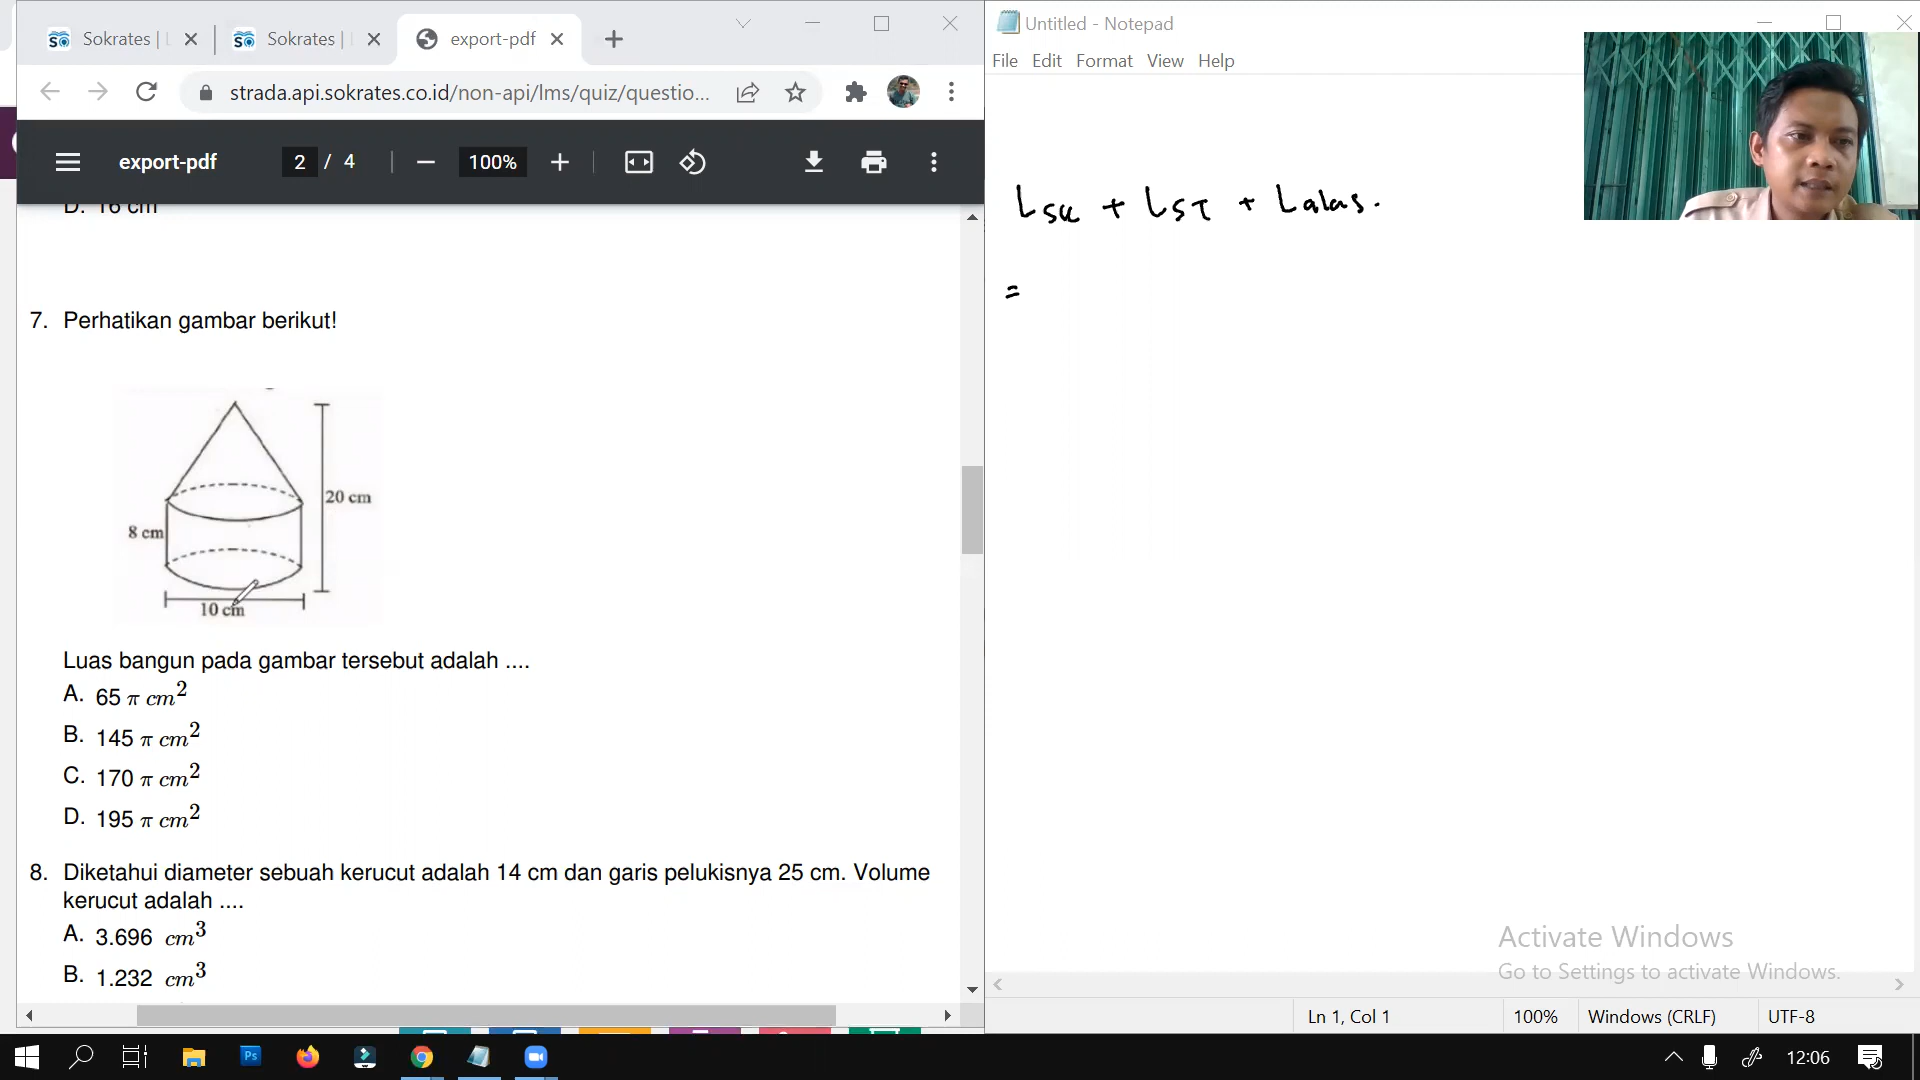 Sokrates | L
Sokrates |
export-pdf
strada.api.sokrates.co.id/non-api/lms/quiz/questio...
export-pdf
2 / 4
100%
D. 16 cm
7. Perhatikan gambar berikut!
20 cm
8 cm
10 cm
Luas bangun pada gambar tersebut adalah ....
A. 65 π cm²
B. 145 π cm²
C. 170 π cm²
D. 195 π cm²
8. Diketahui diameter sebuah kerucut adalah 14 cm dan garis pelukisnya 25 cm. Volume
kerucut adalah ....
A. 3.696 cm³
B. 1.232 cm³
Untitled - Notepad
File Edit Format View Help
LSK + LST + Lalas.
=
Activate Windows
Go to Settings to activate Windows.
Ln 1, Col 1
100%
Windows (CRLF)
UTF-8
Ps
12:06